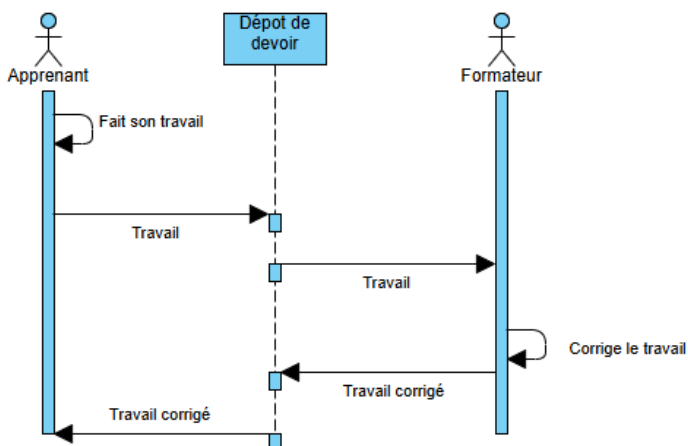 Dépot de
devoir
Apprenant
Formateur
Fait son travail
Travail
Travail
Corrige le travail
Travail corrigé
Travail corrigé